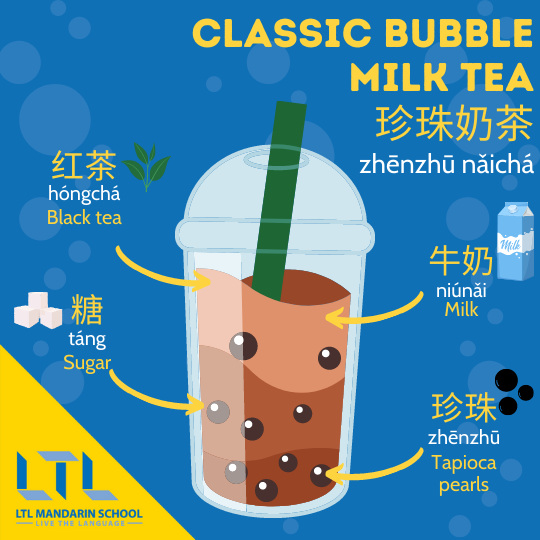 CLASSIC BUBBLE
MILK TEA
珍珠奶茶
zhēnzhū nǎichá
红茶
hóngchá
Black tea
Milk
牛奶
niúnǎi
Milk
糖
táng
Sugar
珍珠
zhēnzhū
Tapioca
pearls
LTL
LTL MANDARIN SCHOOL
LIVE THE LANGUAGE